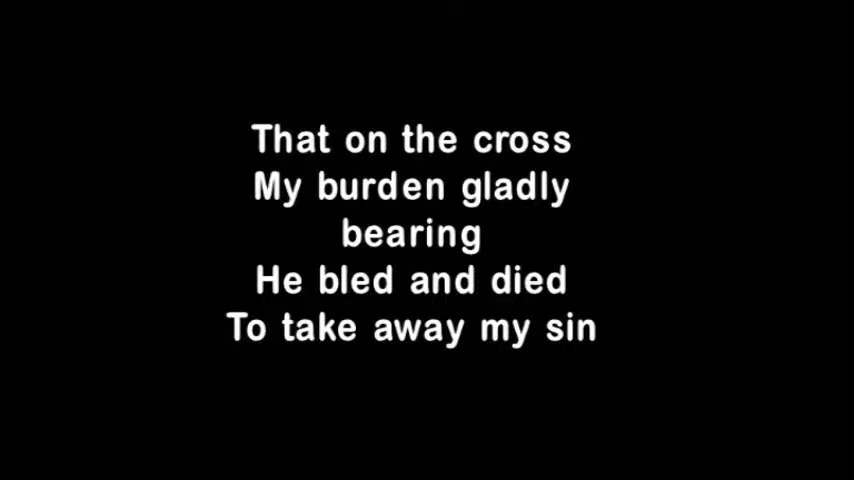 That on the cross
My burden gladly
bearing
He bled and died
To take away my sin